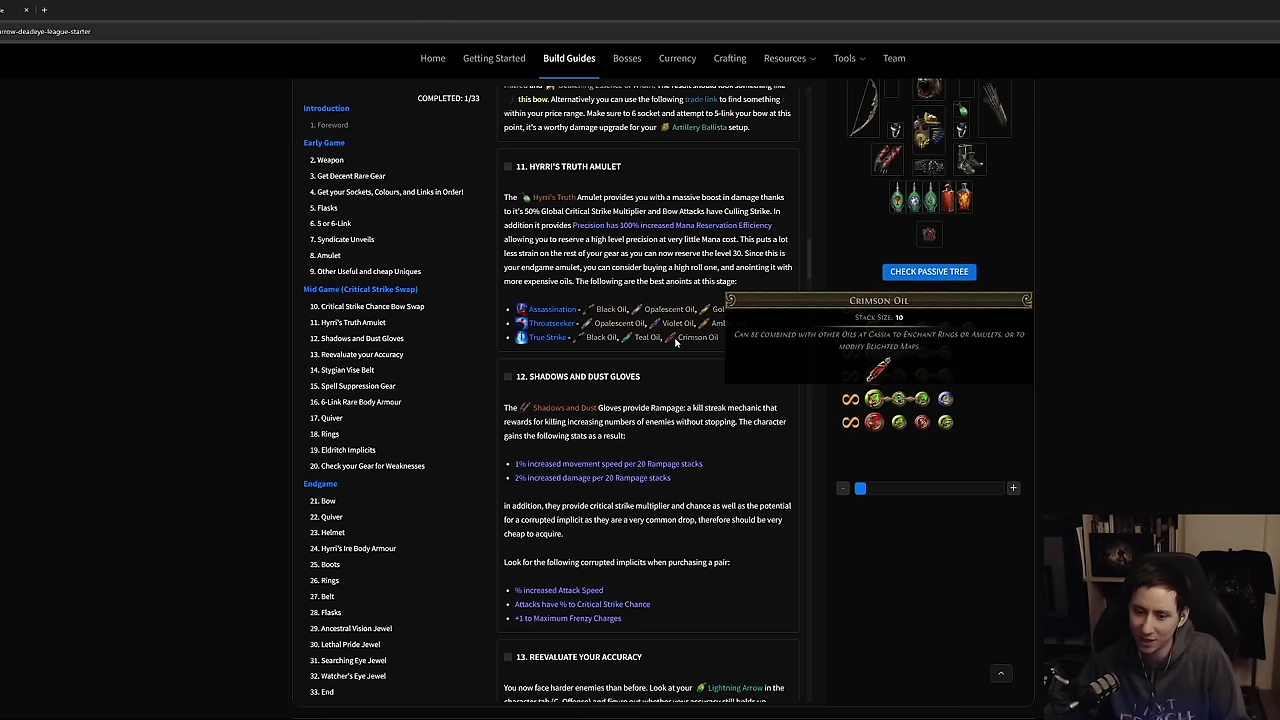 urrow-deadeye-league-starter
Home Getting Started Build Guides Bosses Currency Crafting Resources Tools Team
COMPLETED: 1/33
Introduction
1. Foreword
Early Game
2. Weapon
3. Get Decent Rare Gear
4. Get your Sockets, Colours, and Links in Order!
5. Flasks
6. 5 or 6-Link
7. Syndicate Unveils
8. Amulet
9. Other Useful and cheap Uniques
Mid Game (Critical Strike Swap)
10. Critical Strike Chance Bow Swap
11. Hyrri's Truth Amulet
12. Shadows and Dust Gloves
13. Reevaluate your Accuracy
14. Stygian Vise Belt
15. Spell Suppression Gear
16. 6-Link Rare Body Armour
17. Quiver
18. Rings
19. Eldritch Implicits
20. Check your Gear for Weaknesses
Endgame
21. Bow
22. Quiver
23. Helmet
24. Hyrri's Ire Body Armour
25. Boots
26. Rings
27. Belt
28. Flasks
29. Ancestral Vision Jewel
30. Lethal Pride Jewel
31. Searching Eye Jewel
32. Watcher's Eye Jewel
33. End
this bow. Alternatively you can use the following trade link to find something
within your price range. Make sure to 6 socket and attempt to 5-link your bow at this
point, it's a worthy damage upgrade for your Artillery Ballista setup.
11. HYRRI'S TRUTH AMULET
The Hyrri's Truth Amulet provides you with a massive boost in damage thanks
to it's 50% Global Critical Strike Multiplier and Bow Attacks have Culling Strike. In
addition it provides Precision has 100% increased Mana Reservation Efficiency
allowing you to reserve a high level precision at very little Mana cost. This puts a lot
less strain on the rest of your gear as you can now reserve the level 30. Since this is
your endgame amulet, you can consider buying a high roll one, and anointing it with
more expensive oils. The following are the best anoints at this stage:
Assassination - Black Oil, Opalescent Oil, Gol
Throatseeker - Opalescent Oil, Violet Oil, Amb
True Strike - Black Oil, Teal Oil, Crimson Oil
12. SHADOWS AND DUST GLOVES
The Shadows and Dust Gloves provide Rampage: a kill streak mechanic that
rewards for killing increasing numbers of enemies without stopping. The character
gains the following stats as a result:
1% increased movement speed per 20 Rampage stacks
2% increased damage per 20 Rampage stacks
in addition, they provide critical strike multiplier and chance as well as the potential
for a corrupted implicit as they are a very common drop, therefore should be very
cheap to acquire.
Look for the following corrupted implicits when purchasing a pair:
% increased Attack Speed
Attacks have % to Critical Strike Chance
+1 to Maximum Frenzy Charges
13. REEVALUATE YOUR ACCURACY
You now face harder enemies than before. Look at your Lightning Arrow in the
CHECK PASSIVE TREE
CRIMSON OIL
STACK SIZE: 10
CAN BE COMBINED WITH OTHER OILS AT CASSIA TO ENCHANT RINGS OR AMULETS, OR TO
MODIFY BLIGHTED MAPS.